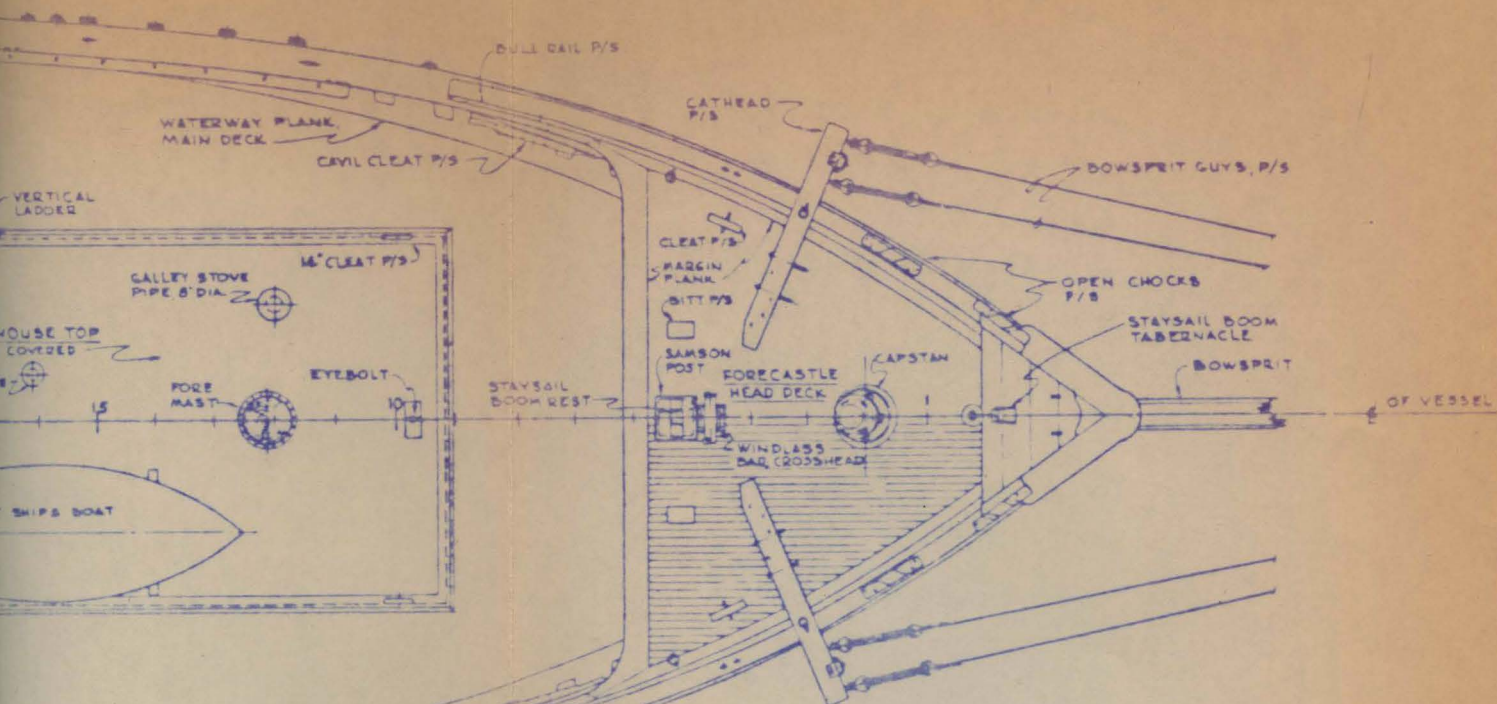 BULL RAIL P/S
CATHEAD
P/S
WATERWAY PLANK,
MAIN DECK
CAVIL CLEAT P/S
BOWSPRIT GUYS, P/S
VERTICAL
LADDER
14" CLEAT P/S
CLEAT P/S
MARGIN
PLANK
BITT P/S
GALLEY STOVE
PIPE 8" DIA.
OPEN CHOCKS
P/S
HOUSE TOP
COVERED
STAYSAIL BOOM
TABERNACLE
SAMSON
POST
FORECASTLE
HEAD DECK
CAPSTAN
BOWSPRIT
FORE
MAST
EYEBOLT
STAYSAIL
BOOM REST
15
10
1
OF VESSEL
WINDLASS
BAR, CROSSHEAD
SHIPS BOAT